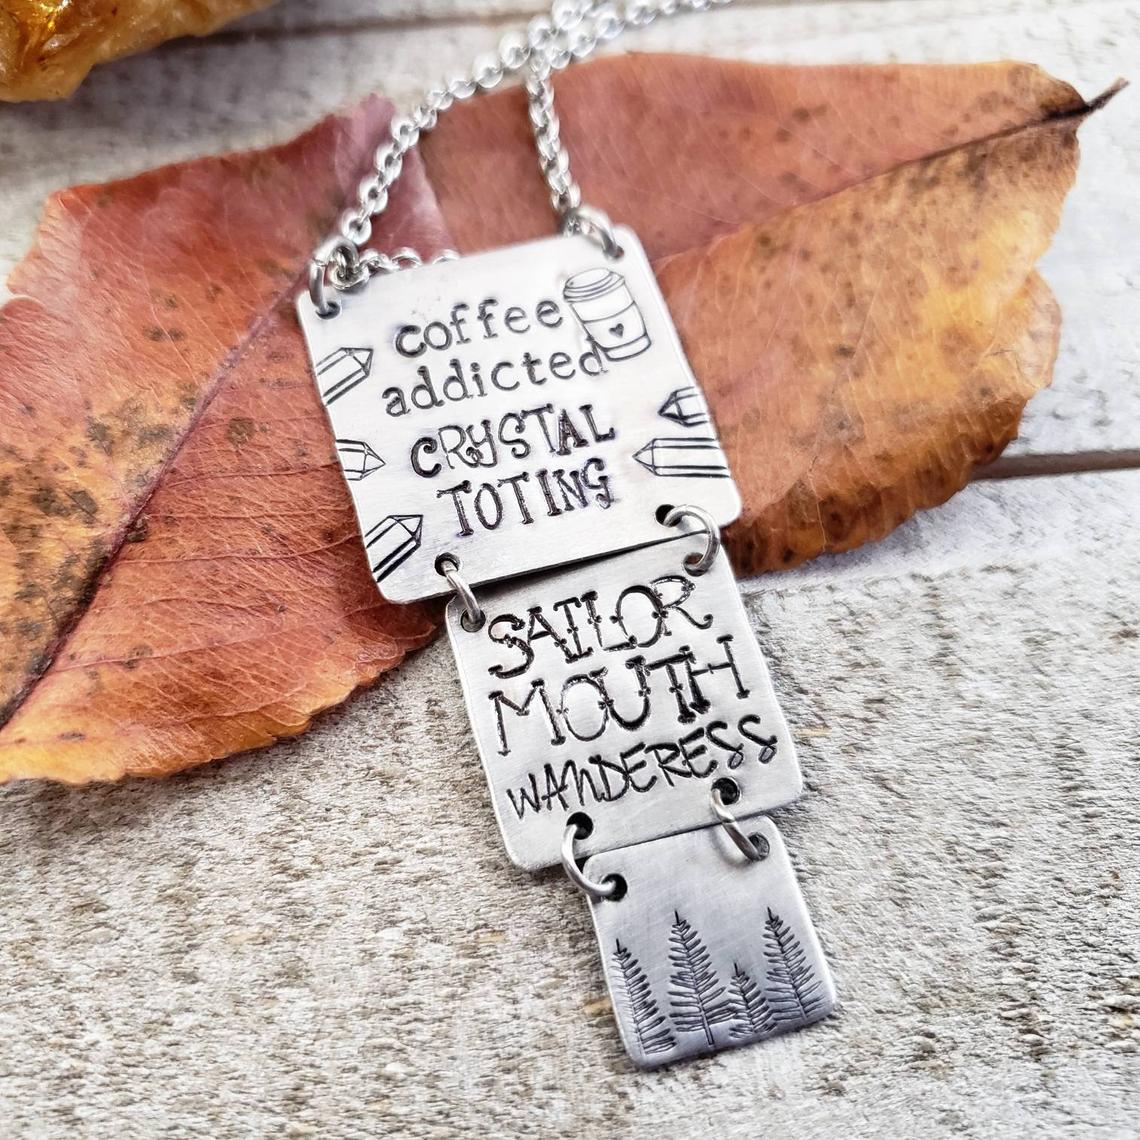 coffee
addicted
CRYSTAL
TOTING
SAILOR
MOUTH
WANDERESS